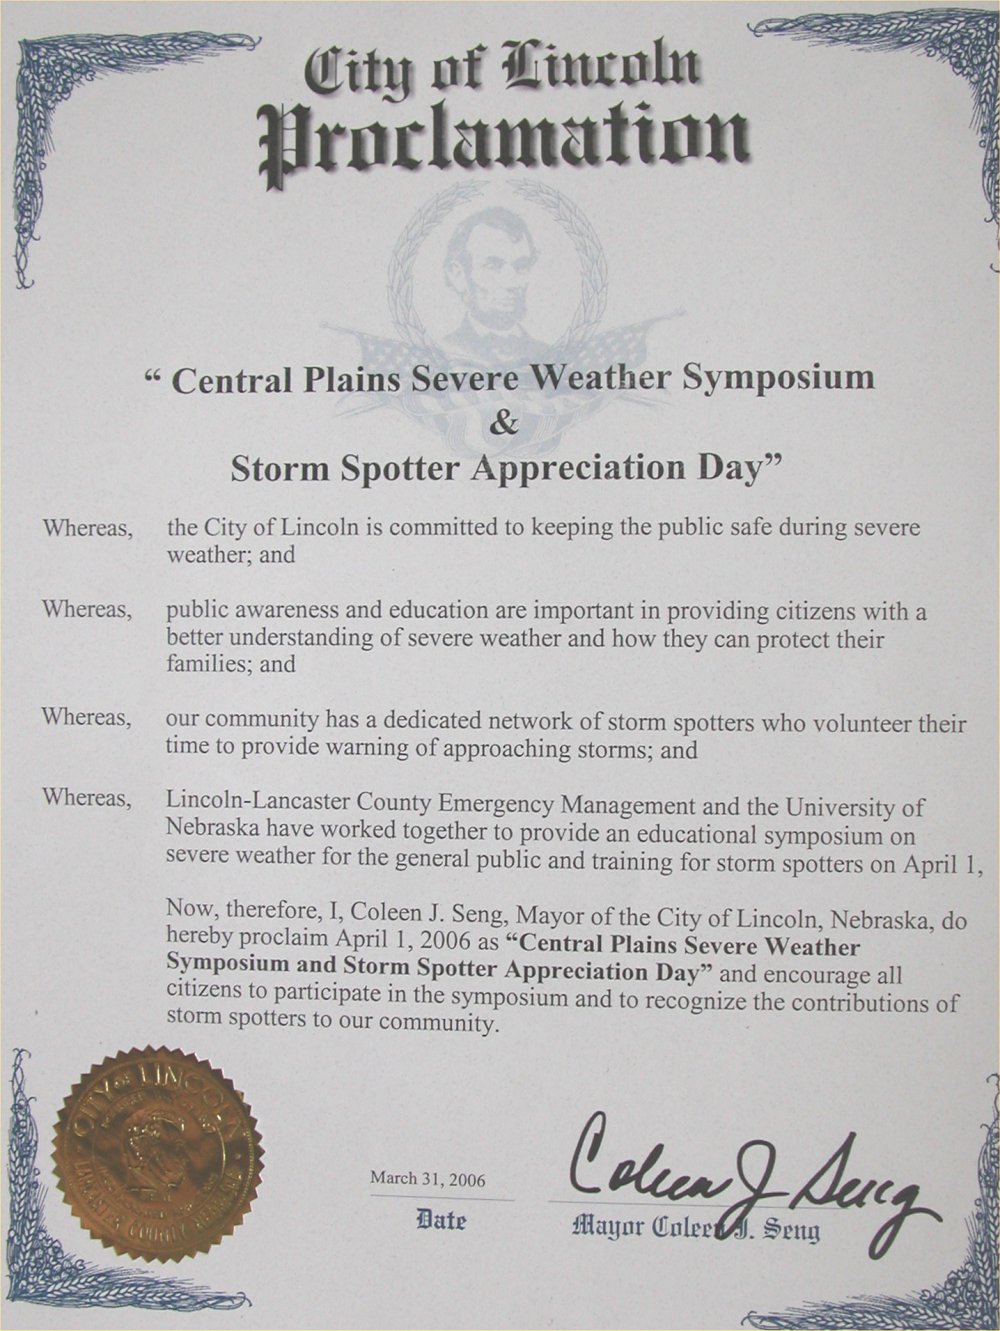 City of Lincoln
Proclamation
“ Central Plains Severe Weather Symposium
&
Storm Spotter Appreciation Day”
Whereas, the City of Lincoln is committed to keeping the public safe during severe
weather; and
Whereas, public awareness and education are important in providing citizens with a
better understanding of severe weather and how they can protect their
families; and
Whereas, our community has a dedicated network of storm spotters who volunteer their
time to provide warning of approaching storms; and
Whereas, Lincoln-Lancaster County Emergency Management and the University of
Nebraska have worked together to provide an educational symposium on
severe weather for the general public and training for storm spotters on April 1,
Now, therefore, I, Coleen J. Seng, Mayor of the City of Lincoln, Nebraska, do
hereby proclaim April 1, 2006 as “Central Plains Severe Weather
Symposium and Storm Spotter Appreciation Day” and encourage all
citizens to participate in the symposium and to recognize the contributions of
storm spotters to our community.
CITY OF LINCOLN
LANCASTER COUNTY NEBRASKA
March 31, 2006
Date
Coleen J Seng
Mayor Coleen J. Seng